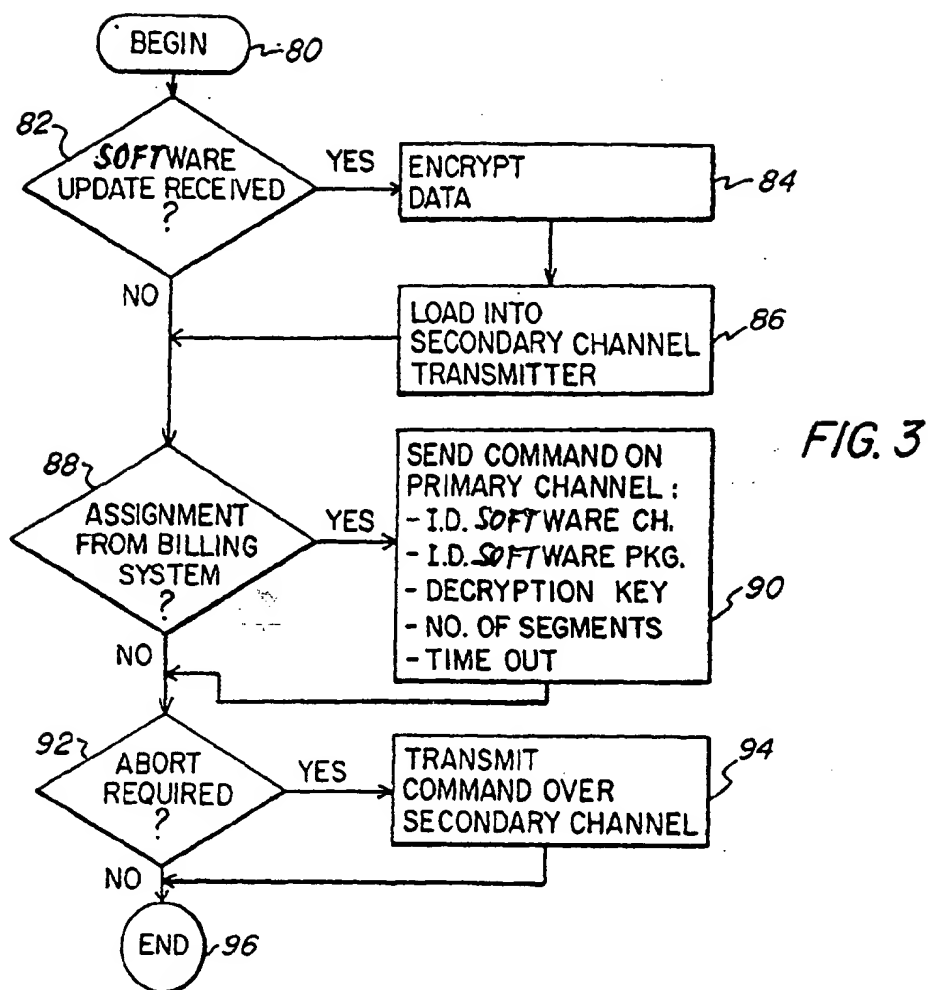 BEGIN
80
82
SOFTWARE
UPDATE RECEIVED
?
YES
ENCRYPT
DATA
84
NO
LOAD INTO
SECONDARY CHANNEL
TRANSMITTER
86
FIG. 3
88
ASSIGNMENT
FROM BILLING
SYSTEM
?
YES
SEND COMMAND ON
PRIMARY CHANNEL :
- I.D. SOFTWARE CH.
- I.D. SOFTWARE PKG.
- DECRYPTION KEY
- NO. OF SEGMENTS
- TIME OUT
90
NO
92
ABORT
REQUIRED
?
YES
TRANSMIT
COMMAND OVER
SECONDARY CHANNEL
94
NO
END
96